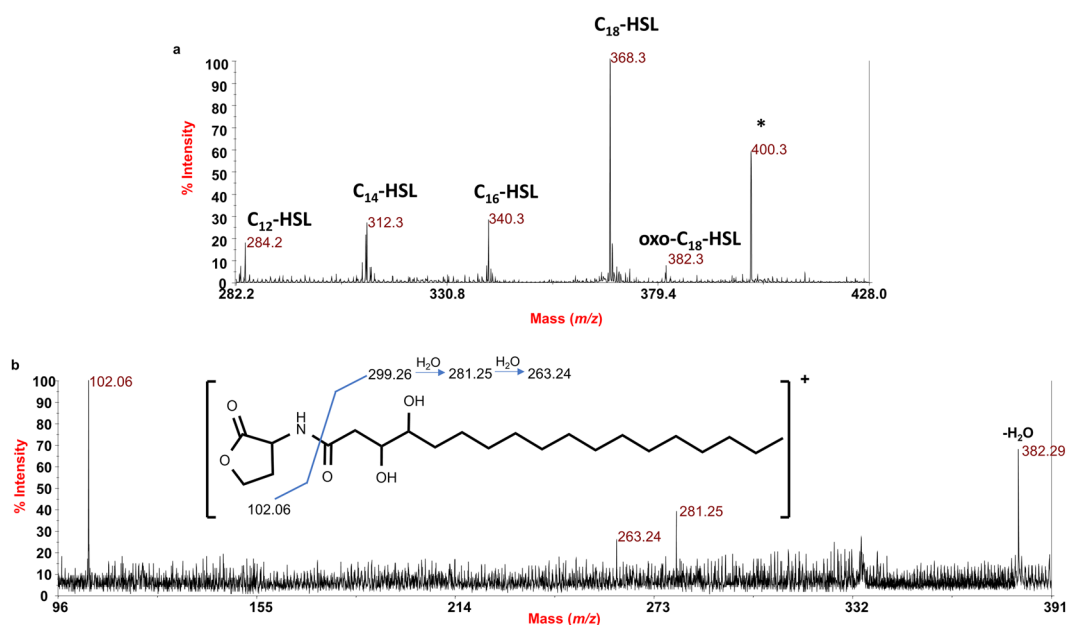 a
C18-HSL
368.3
*
400.3
C14-HSL
312.3
C16-HSL
340.3
C12-HSL
284.2
oxo-C18-HSL
382.3
% Intensity
100
90
80
70
60
50
40
30
20
10
0
282.2 330.8 379.4 428.0
Mass (m/z)
b
299.26 H2O 281.25 H2O 263.24
+
102.06
O
H
N
OH
O
O
OH
102.06
-H2O
382.29
281.25
263.24
% Intensity
100
90
80
70
60
50
40
30
20
10
0
96 155 214 273 332 391
Mass (m/z)